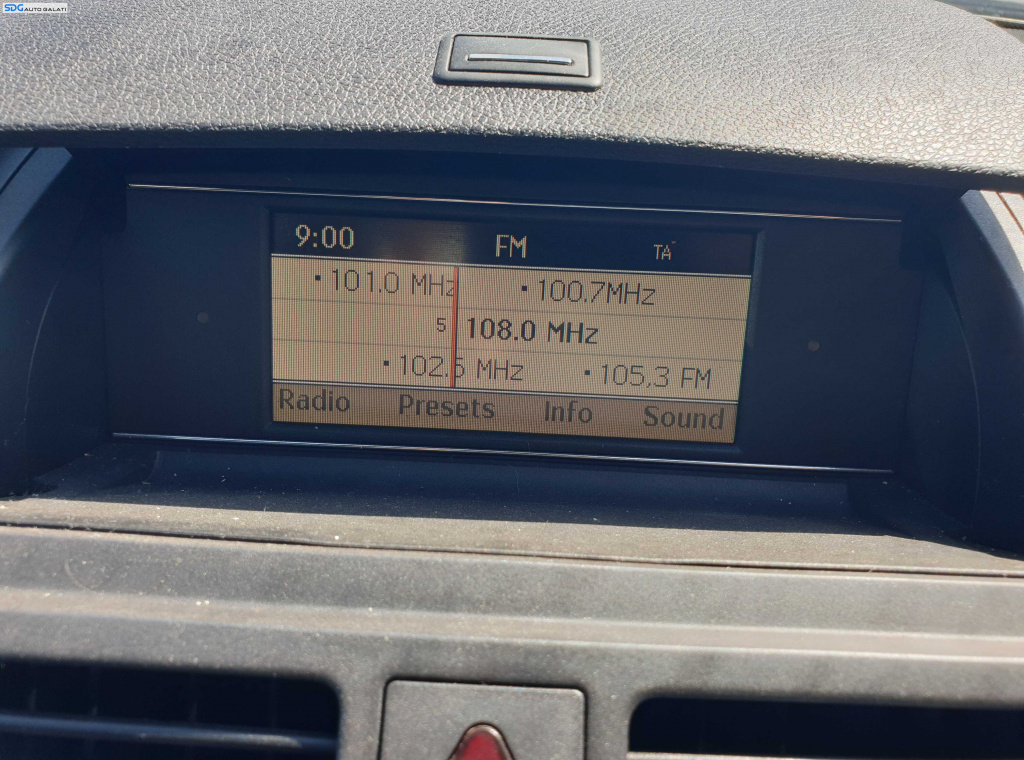 SDG AUTO GALATI
9:00 FM TA
• 101.0 MHz • 100.7MHz
5 108.0 MHz
• 102.5 MHz • 105,3 FM
Radio Presets Info Sound